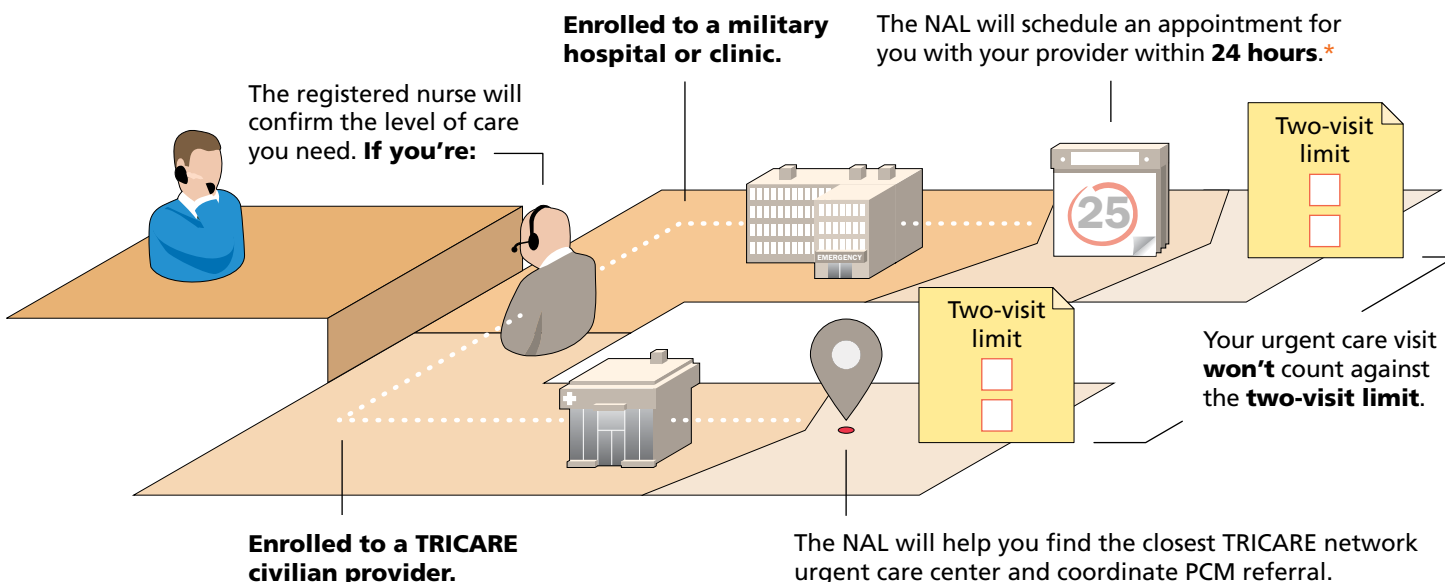 The registered nurse will
confirm the level of care
you need. If you're:
Enrolled to a military
hospital or clinic.
The NAL will schedule an appointment for
you with your provider within 24 hours.*
EMERGENCY
25
Two-visit
limit
Two-visit
limit
Your urgent care visit
won't count against
the two-visit limit.
Enrolled to a TRICARE
civilian provider.
The NAL will help you find the closest TRICARE network
urgent care center and coordinate PCM referral.